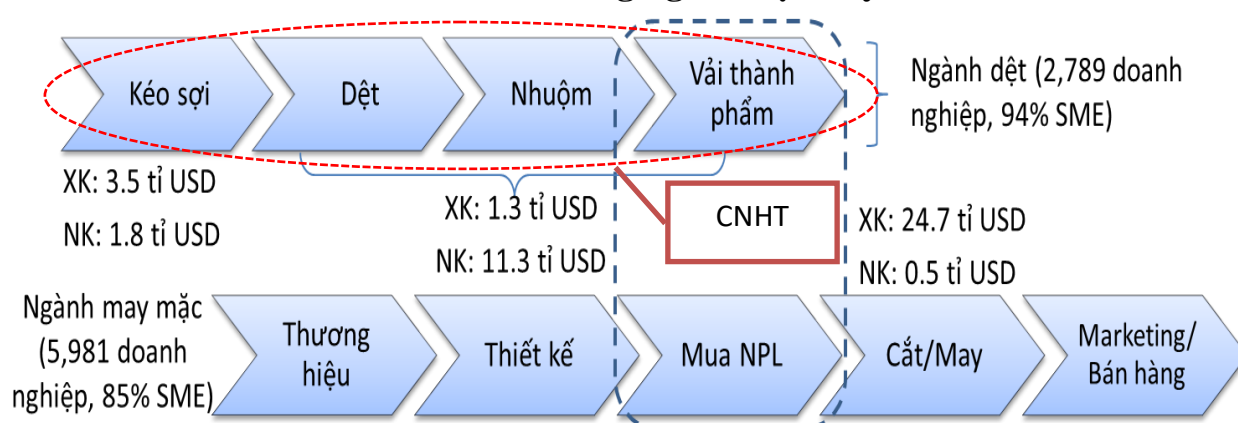 Kéo sợi
Dệt
Nhuộm
Vải thành
phẩm
Ngành dệt (2,789 doanh
nghiệp, 94% SME)
XK: 3.5 tỉ USD
NK: 1.8 tỉ USD
XK: 1.3 tỉ USD
NK: 11.3 tỉ USD
CNHT
XK: 24.7 tỉ USD
NK: 0.5 tỉ USD
Ngành may mặc
(5,981 doanh
nghiệp, 85% SME)
Thương
hiệu
Thiết kế
Mua NPL
Cắt/May
Marketing/
Bán hàng